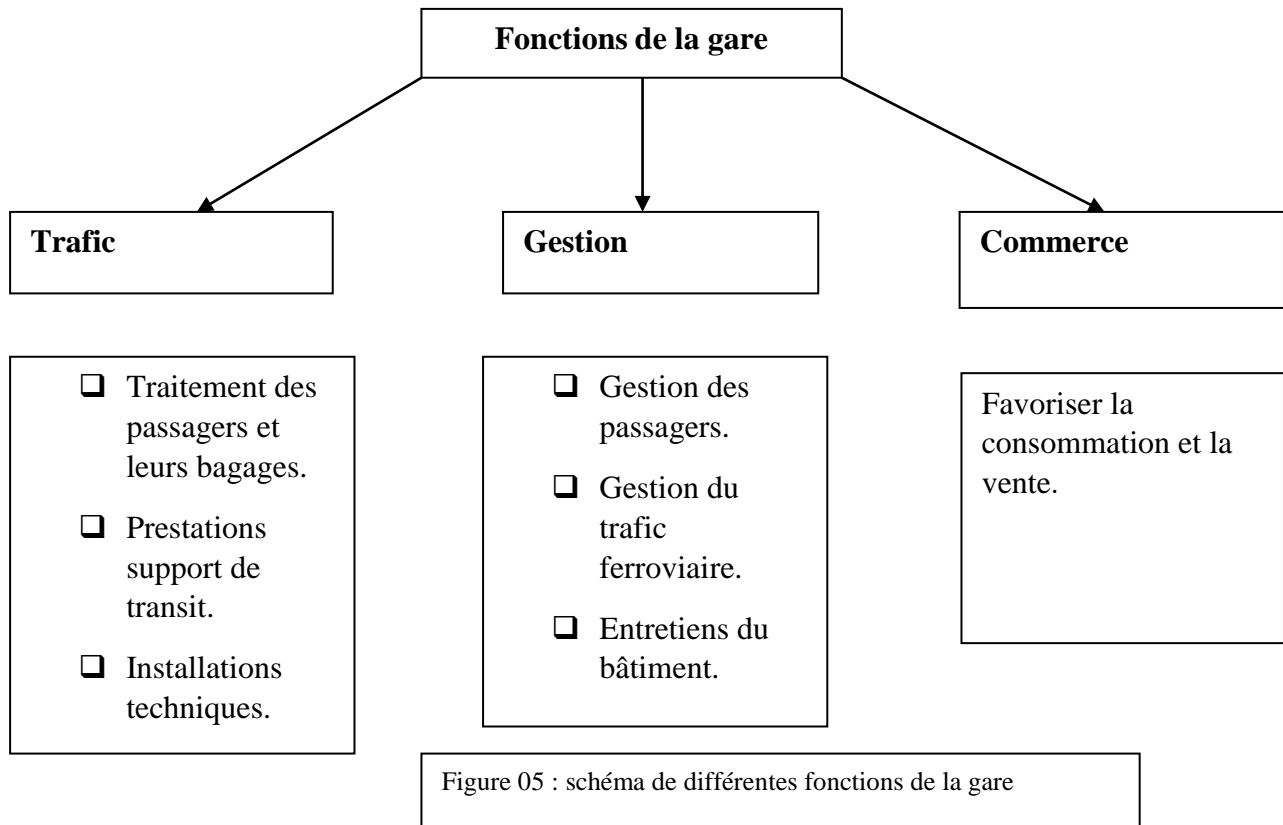 Fonctions de la gare
Trafic
Gestion
Commerce
❑ Traitement des
passagers et
leurs bagages.
❑ Prestations
support de
transit.
❑ Installations
techniques.
❑ Gestion des
passagers.
❑ Gestion du
trafic
ferroviaire.
❑ Entretiens du
bâtiment.
Favoriser la
consommation et la
vente.
Figure 05 : schéma de différentes fonctions de la gare